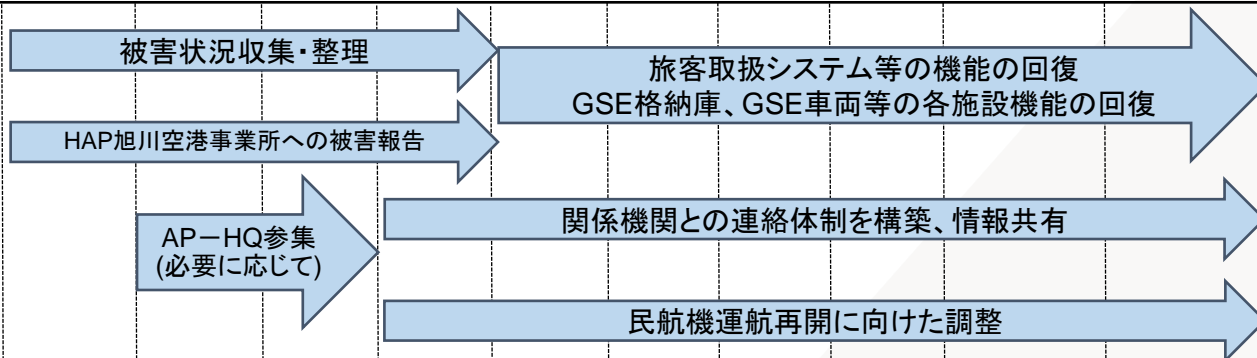 被害状況収集・整理
旅客取扱システム等の機能の回復
GSE格納庫、GSE車両等の各施設機能の回復
HAP旭川空港事業所への被害報告
AP－HQ参集
(必要に応じて)
関係機関との連絡体制を構築、情報共有
民航機運航再開に向けた調整